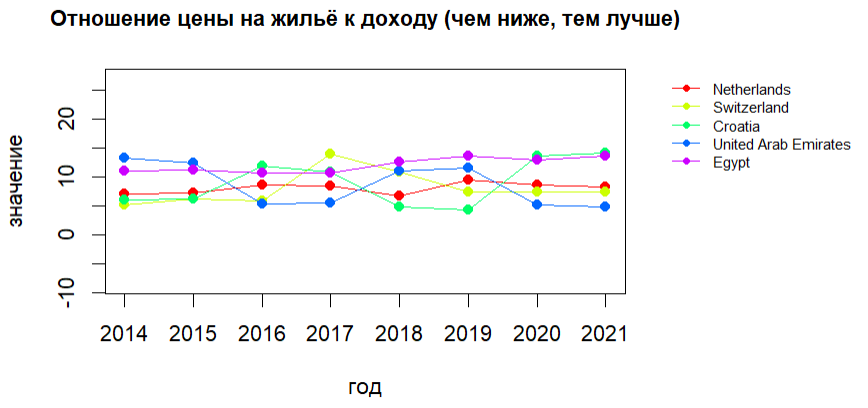 Отношение цены на жильё к доходу (чем ниже, тем лучше)
значение
20
10
0
-10
2014 2015 2016 2017 2018 2019 2020 2021
год
Netherlands
Switzerland
Croatia
United Arab Emirates
Egypt